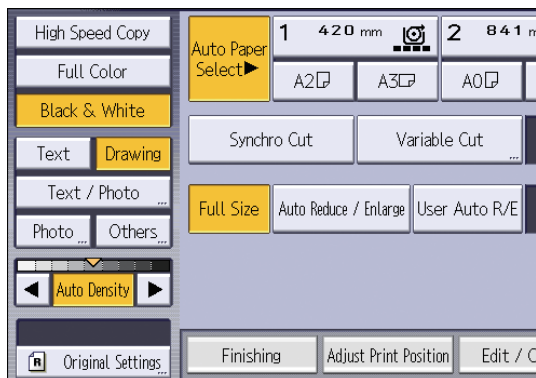 High Speed Copy
Full Color
Black & White
Text Drawing
Text / Photo
Photo Others
Auto Density
R Original Settings
Auto Paper
Select▶
1 420 mm 2 841
A2 A3 A0
Synchro Cut Variable Cut
Full Size Auto Reduce / Enlarge User Auto R/E
Finishing Adjust Print Position Edit /